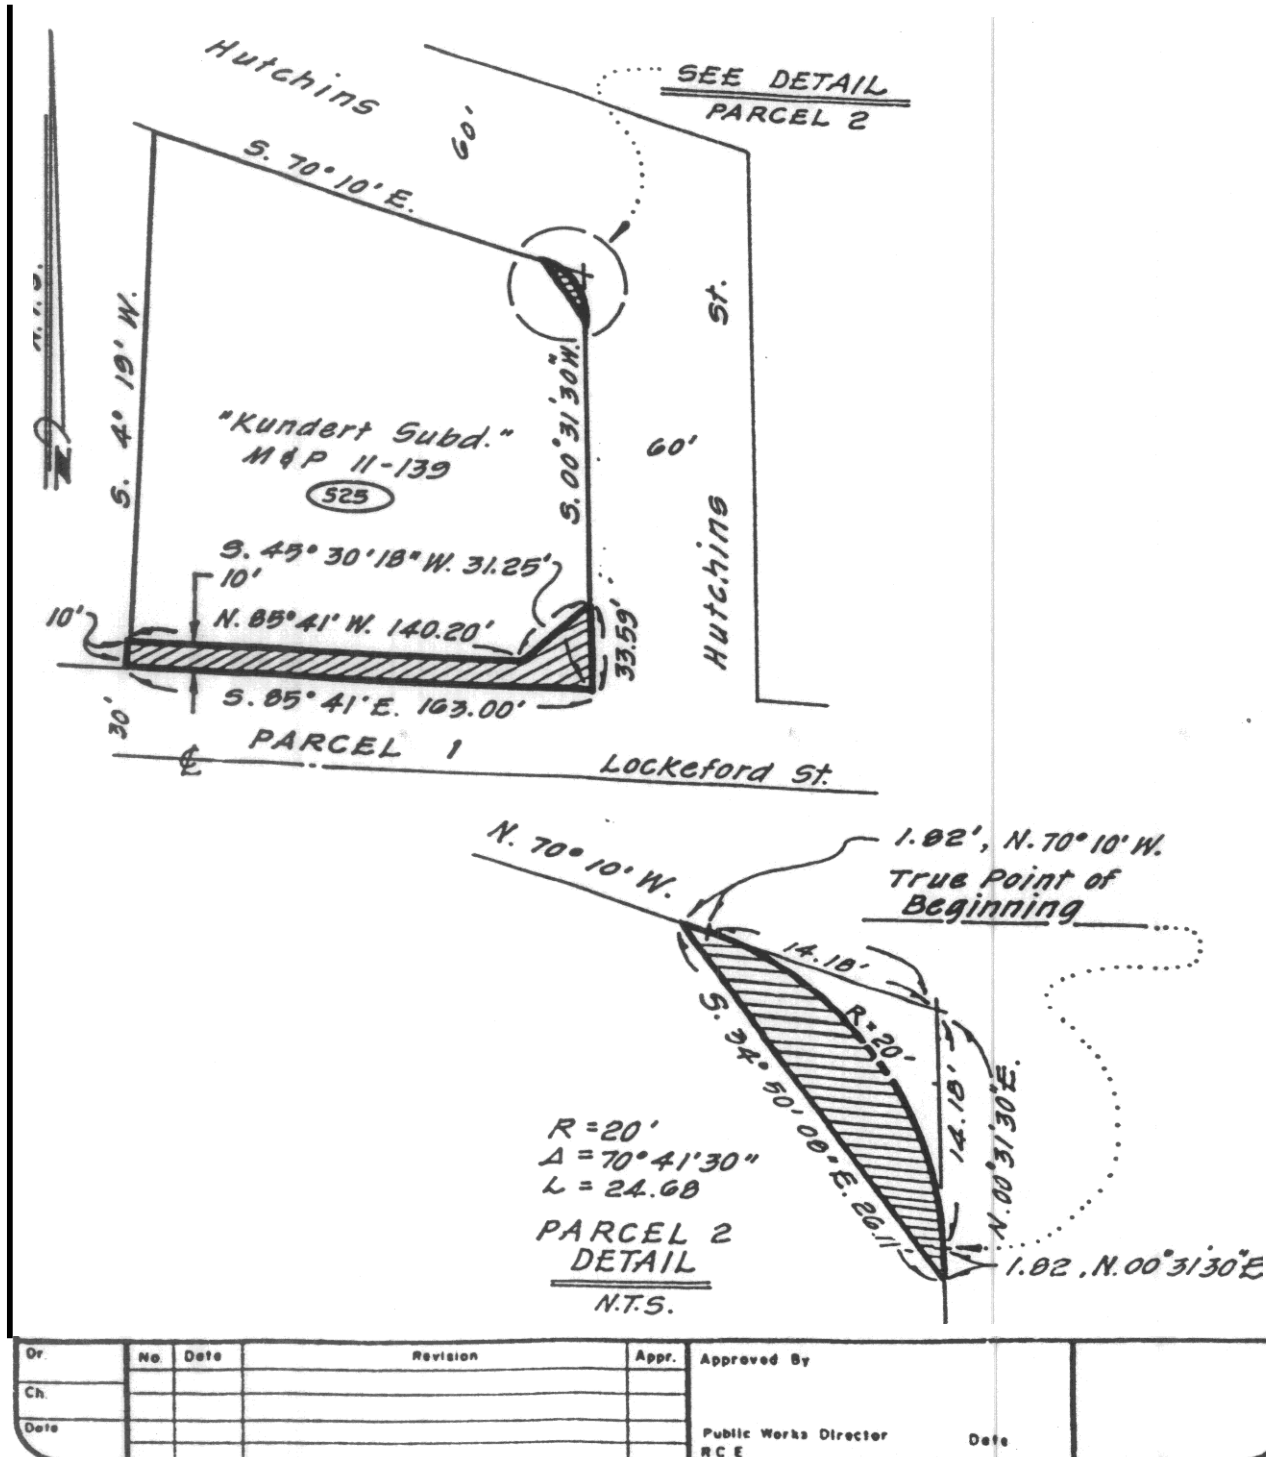 Hutchins
60'
SEE DETAIL
PARCEL 2
S. 70° 10' E.
N.T.S.
N
S. 4° 19' W.
St.
"Kundert Subd."
M & P 11-139
525
S. 00° 31' 30" W.
60'
Hutchins
S. 45° 30' 18" W. 31.25'
10'
10'
N. 85° 41' W. 140.20'
33.59'
S. 85° 41' E. 163.00'
30'
PARCEL 1
℄
Lockeford St.
N. 70° 10' W.
1.82', N. 70° 10' W.
True Point of
Beginning
14.18'
R = 20'
S. 34° 50' 08" E. 26.11'
14.18'
N. 00° 31' 30" E.
R = 20'
Δ = 70° 41' 30"
L = 24.68
PARCEL 2
DETAIL
N.T.S.
1.82, N. 00° 31' 30" E
Dr.
No.
Date
Revision
Appr.
Approved By
Ch.
Date
Public Works Director
Date
R C E